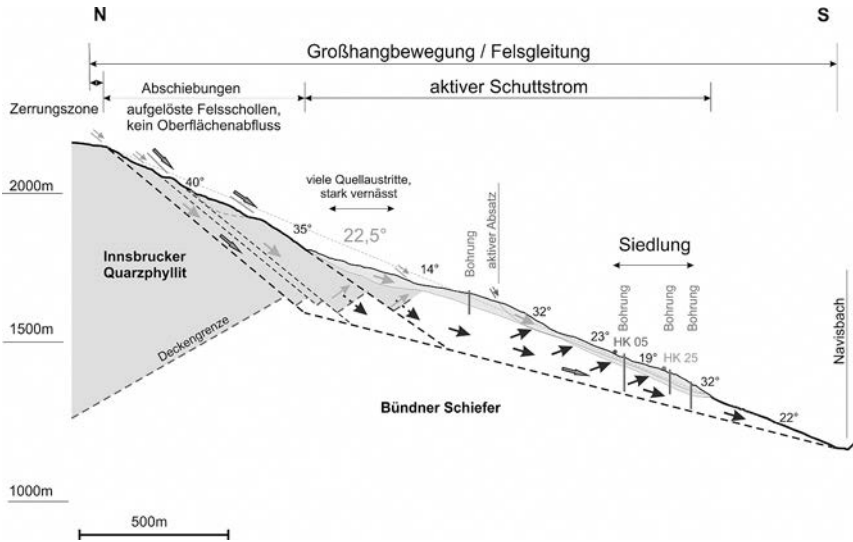 N
S
Großhangbewegung / Felsgleitung
Abschiebungen
aktiver Schuttstrom
Zerrungszone
aufgelöste Felsschollen,
kein Oberflächenabfluss
2000m
40°
viele Quellaustritte,
stark vernässt
35°
22,5°
14°
Bohrung
aktiver Absatz
Siedlung
Innsbrucker
Quarzphyllit
32°
Bohrung
Bohrung
Bohrung
Navisbach
1500m
Deckengrenze
23°
HK 05
19°
HK 25
32°
Bündner Schiefer
22°
1000m
500m